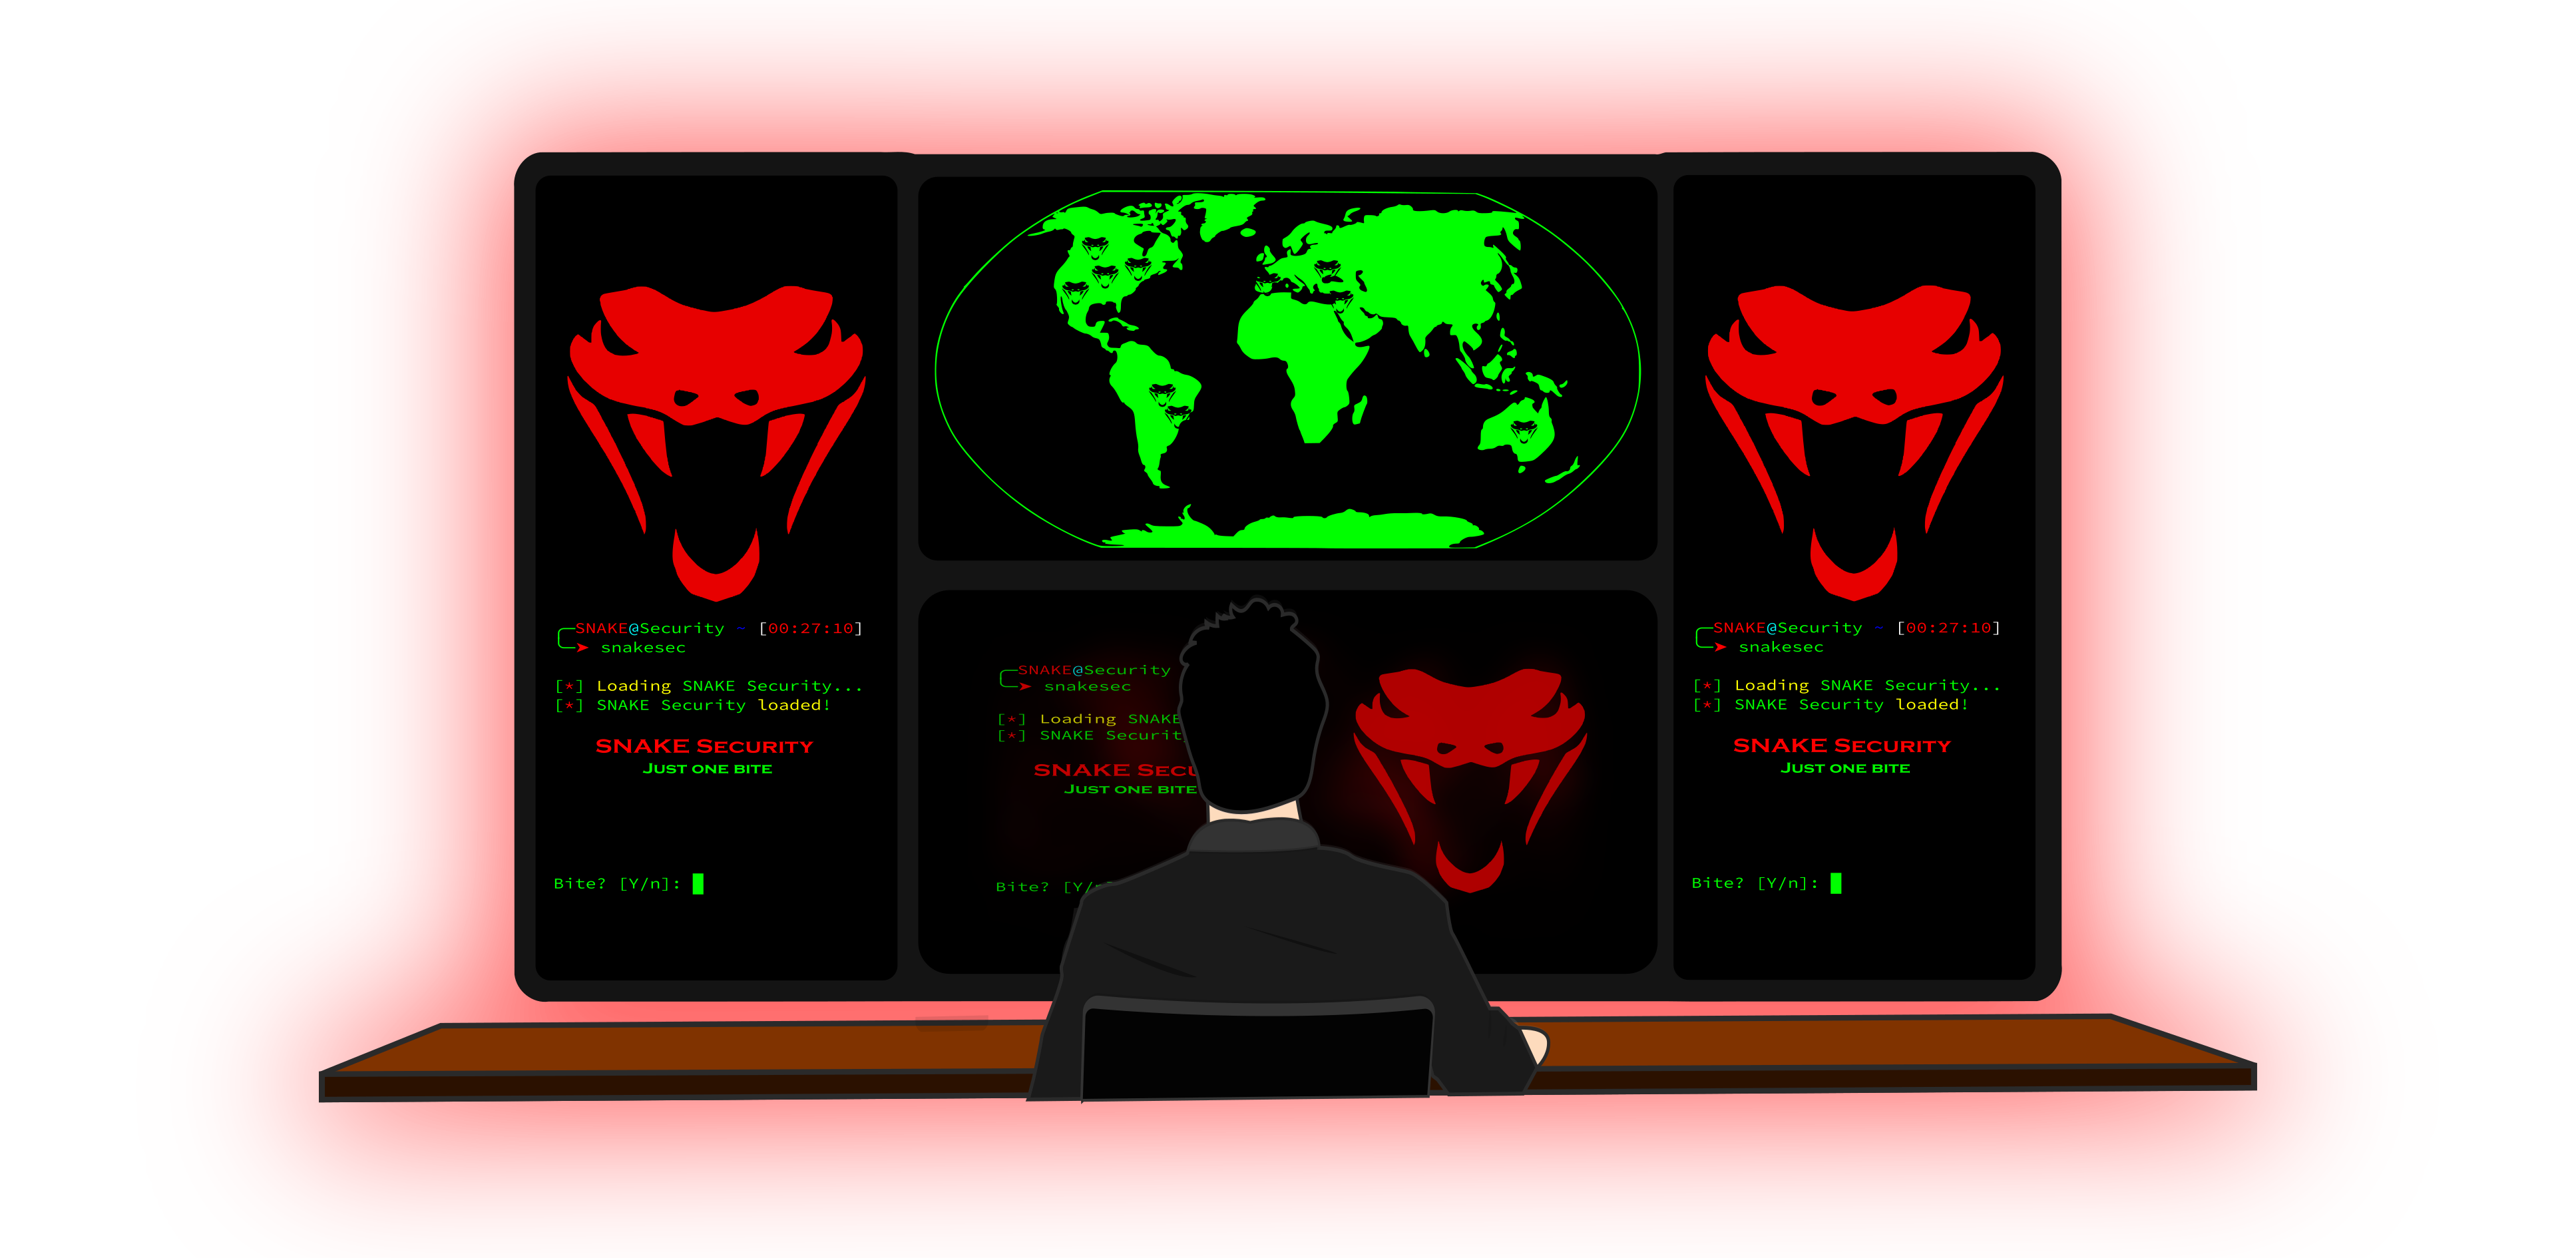 SNAKE@Security ~ [00:27:10]
snakesec
[*] Loading SNAKE Security...
[*] SNAKE Security loaded!
SNAKE Security
Just one bite
Bite? [Y/n]:
SNAKE@Security
snakesec
[*] Loading SNAKE
[*] SNAKE Securit
SNAKE Secu
Just one bite
Bite? [Y/n
SNAKE@Security ~ [00:27:10]
snakesec
[*] Loading SNAKE Security...
[*] SNAKE Security loaded!
SNAKE Security
Just one bite
Bite? [Y/n]: